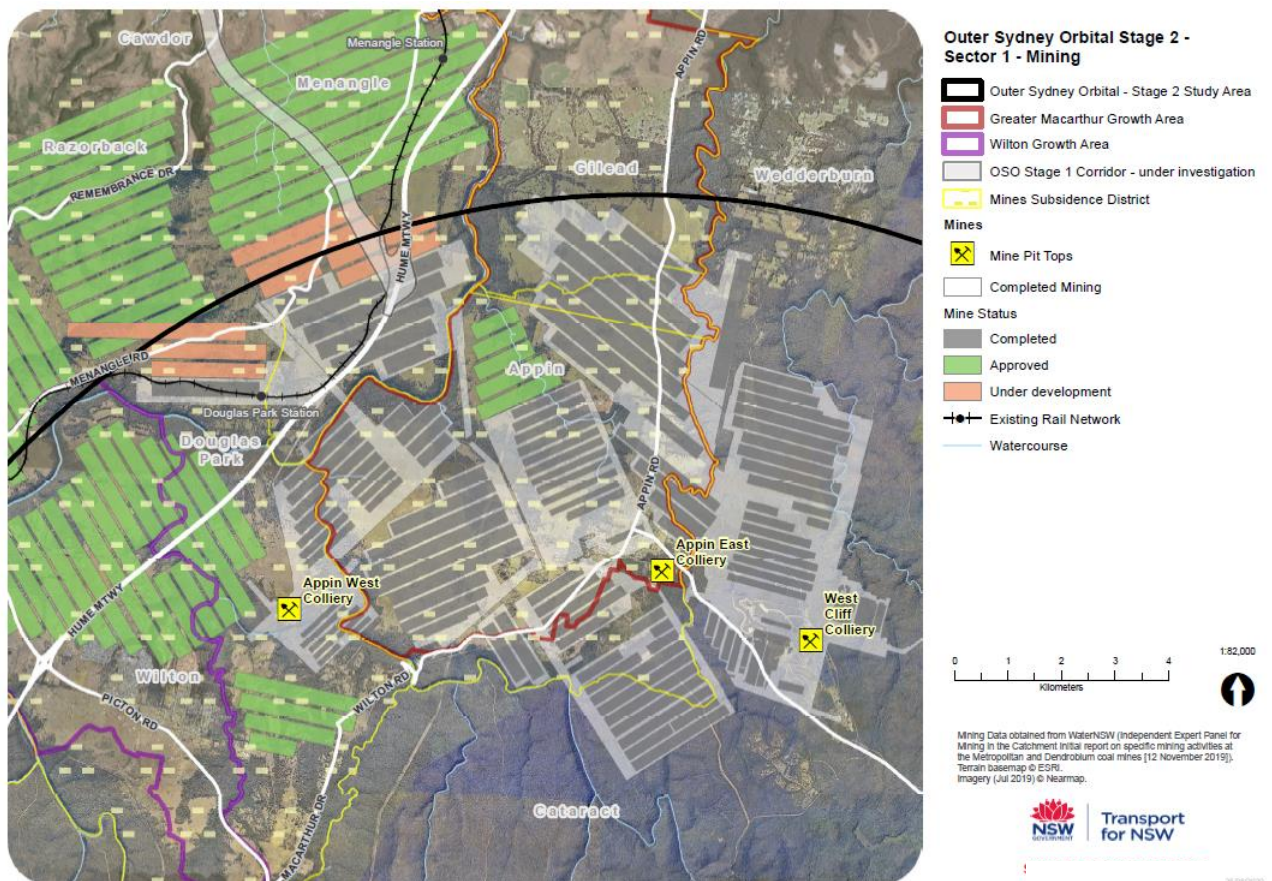 Cawdor
Menangle Station
Menangle
APPIN RD
Razorback
REMEMBRANCE DR
Gilead
Wedderburn
HUME MTWY
MENANGLE RD
Appin
Douglas Park Station
Douglas
Park
APPIN RD
Appin East
Colliery
Appin West
Colliery
West
Cliff
Colliery
HUME MTWY
Wilton
PICTON RD
WILTON RD
MACARTHUR DR
Cataract
Outer Sydney Orbital Stage 2 -
Sector 1 - Mining
Outer Sydney Orbital - Stage 2 Study Area
Greater Macarthur Growth Area
Wilton Growth Area
OSO Stage 1 Corridor - under investigation
Mines Subsidence District
Mines
Mine Pit Tops
Completed Mining
Mine Status
Completed
Approved
Under development
Existing Rail Network
Watercourse
1:82,000
0 1 2 3 4
Kilometers
Mining Data obtained from WaterNSW (Independent Expert Panel for
Mining in the Catchment Initial report on specific mining activities at
the Metropolitan and Dendrobium coal mines [12 November 2019]).
Terrain basemap © ESRI.
Imagery (Jul 2019) © Nearmap.
NSW
GOVERNMENT
Transport
for NSW